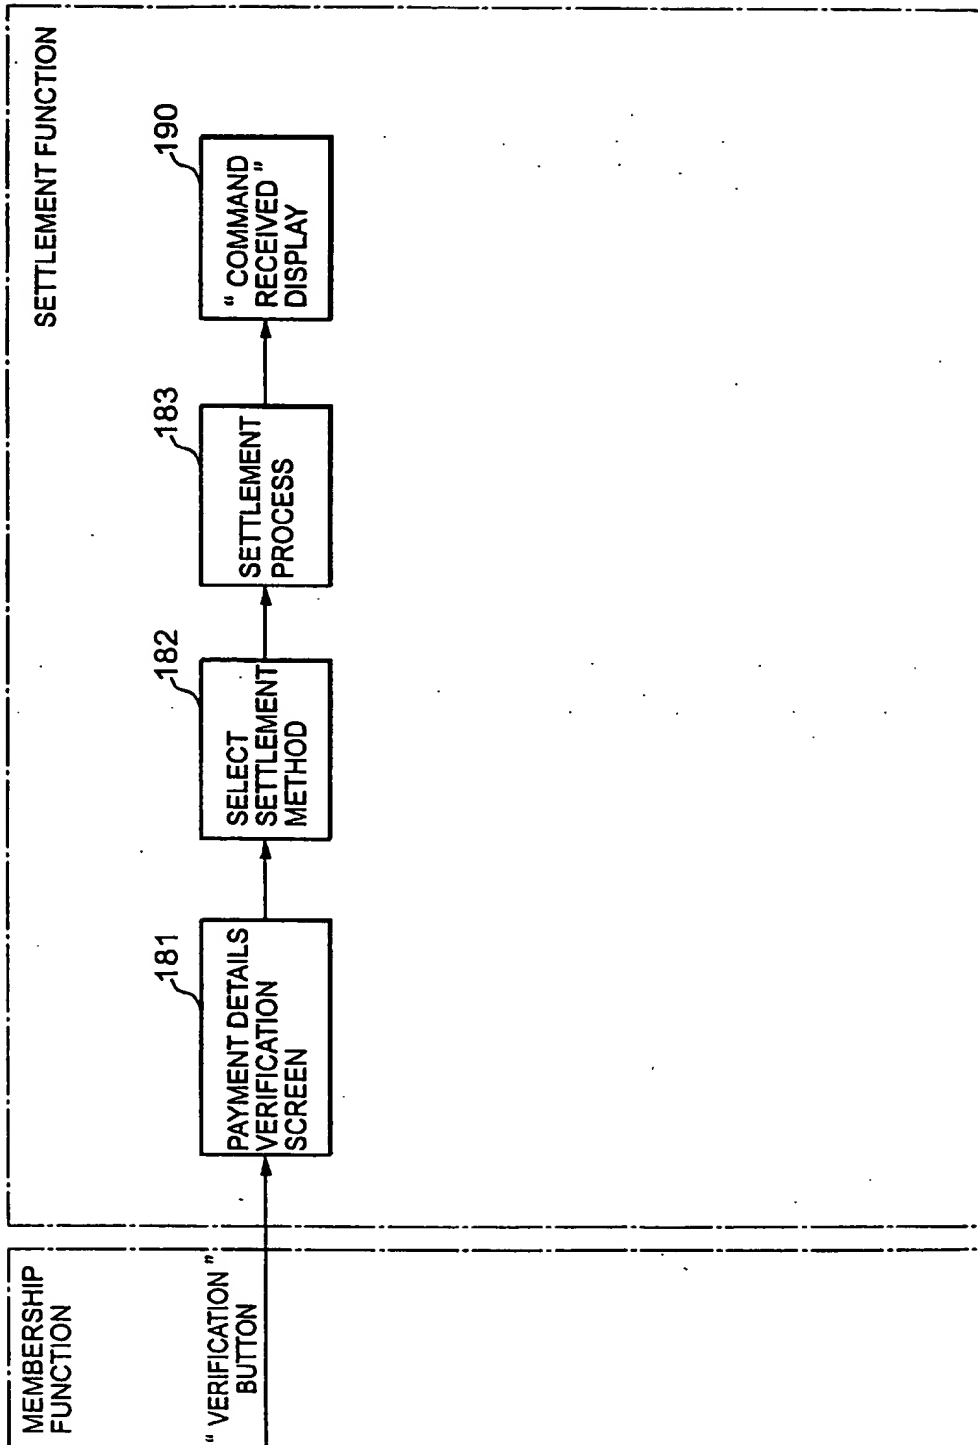 MEMBERSHIP
FUNCTION
" VERIFICATION "
BUTTON
SETTLEMENT FUNCTION
181
PAYMENT DETAILS
VERIFICATION
SCREEN
182
SELECT
SETTLEMENT
METHOD
183
SETTLEMENT
PROCESS
190
" COMMAND
RECEIVED "
DISPLAY